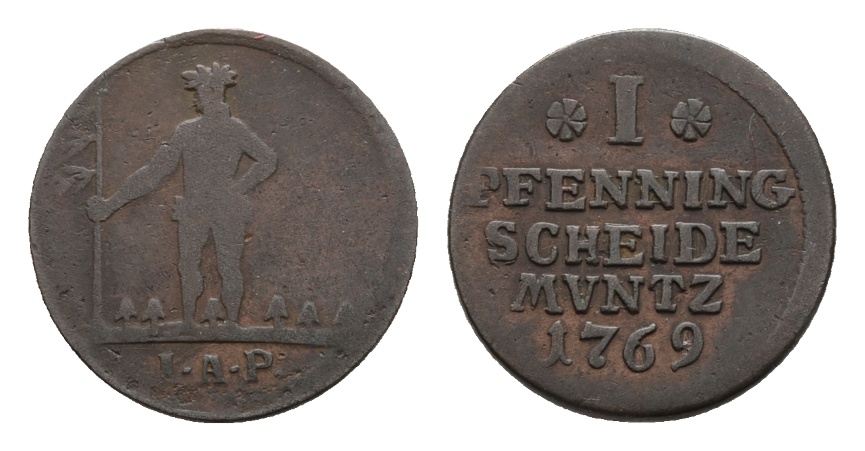 I·A·P·
I
PFENNING
SCHEIDE
MVNTZ
1769